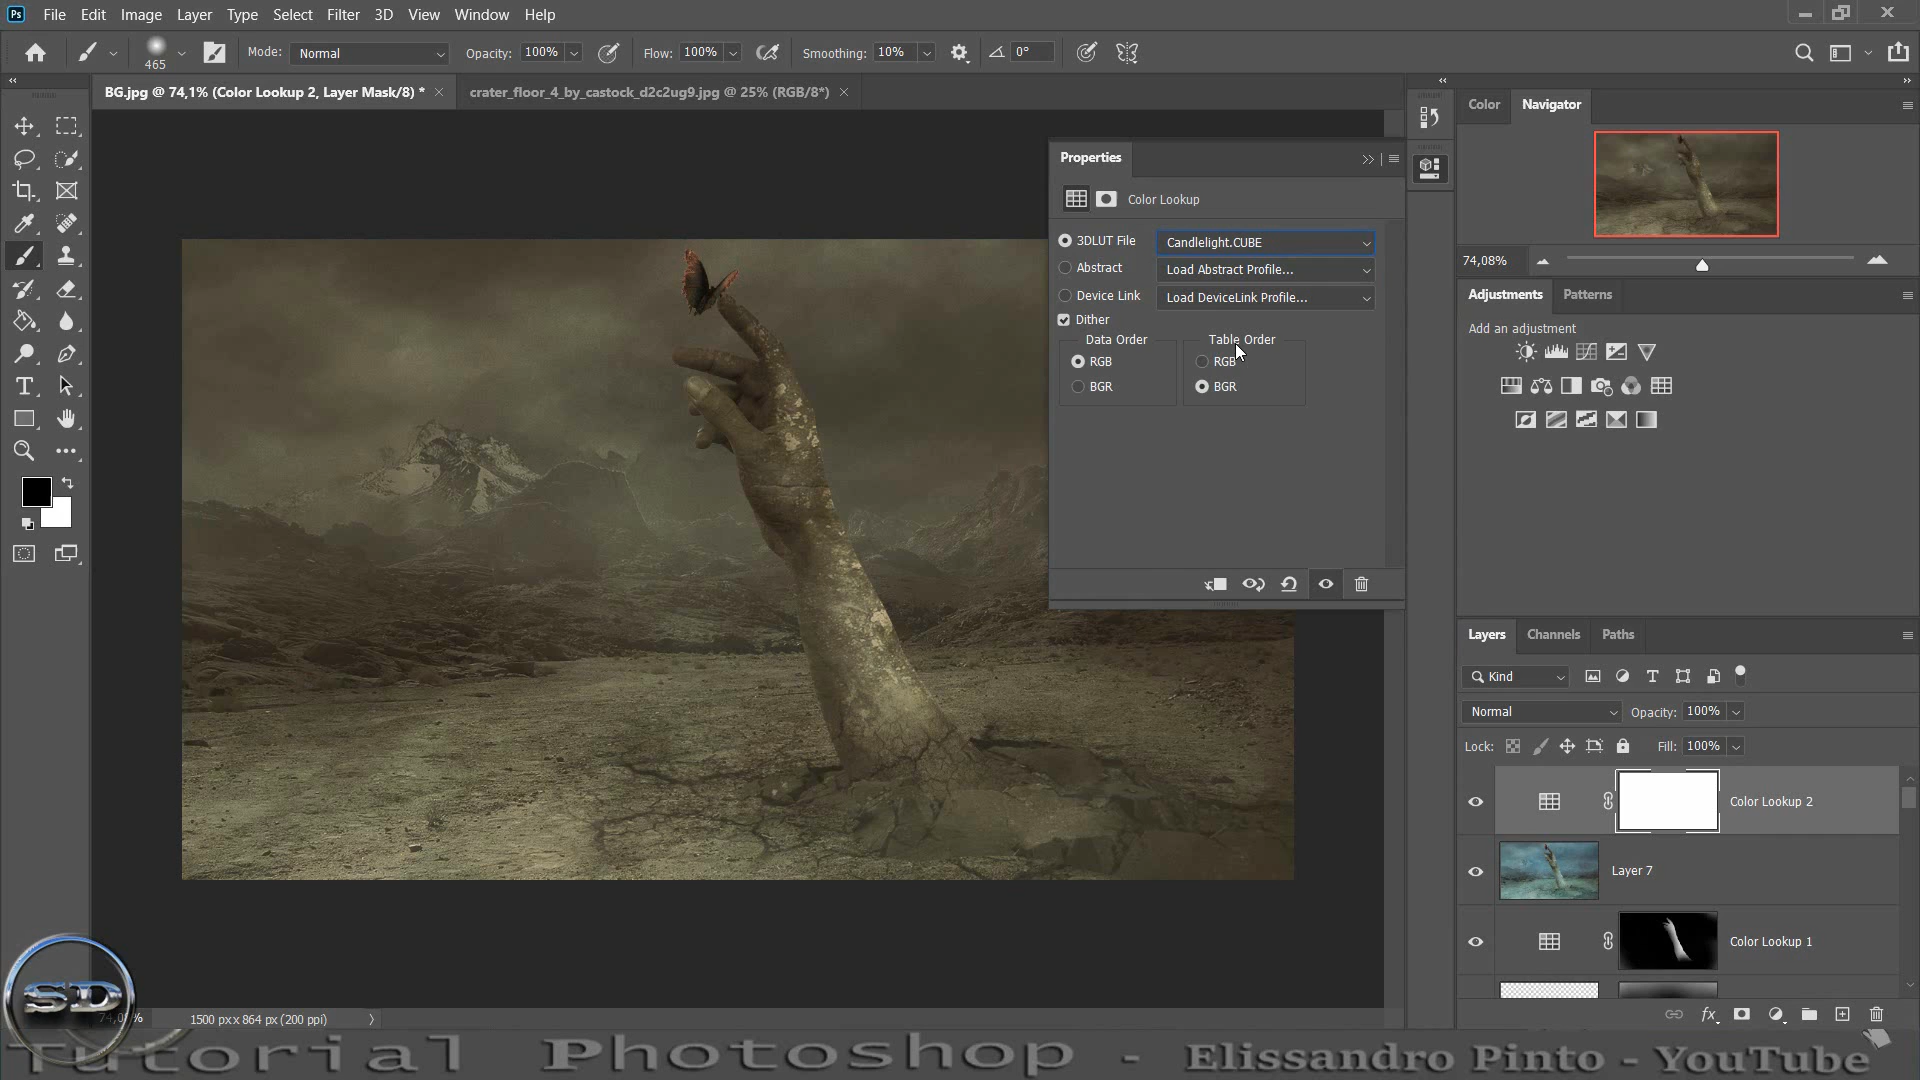 Ps File Edit Image Layer Type Select Filter 3D View Window Help
465 Mode: Normal Opacity: 100% Flow: 100% Smoothing: 10% 0°
BG.jpg @ 74,1% (Color Lookup 2, Layer Mask/8) * crater_floor_4_by_castock_d2c2ug9.jpg @ 25% (RGB/8*)
Color Navigator
74,08%
Properties
Color Lookup
3DLUT File Candlelight.CUBE
Abstract Load Abstract Profile...
Device Link Load DeviceLink Profile...
Dither
Data Order Table Order
RGB RGB
BGR BGR
Adjustments Patterns
Add an adjustment
Layers Channels Paths
Kind
Normal Opacity: 100%
Lock: Fill: 100%
Color Lookup 2
Layer 7
Color Lookup 1
fx
SD
74,08% 1500 px x 864 px (200 ppi)
Tutorial Photoshop - Elissandro Pinto - YouTube